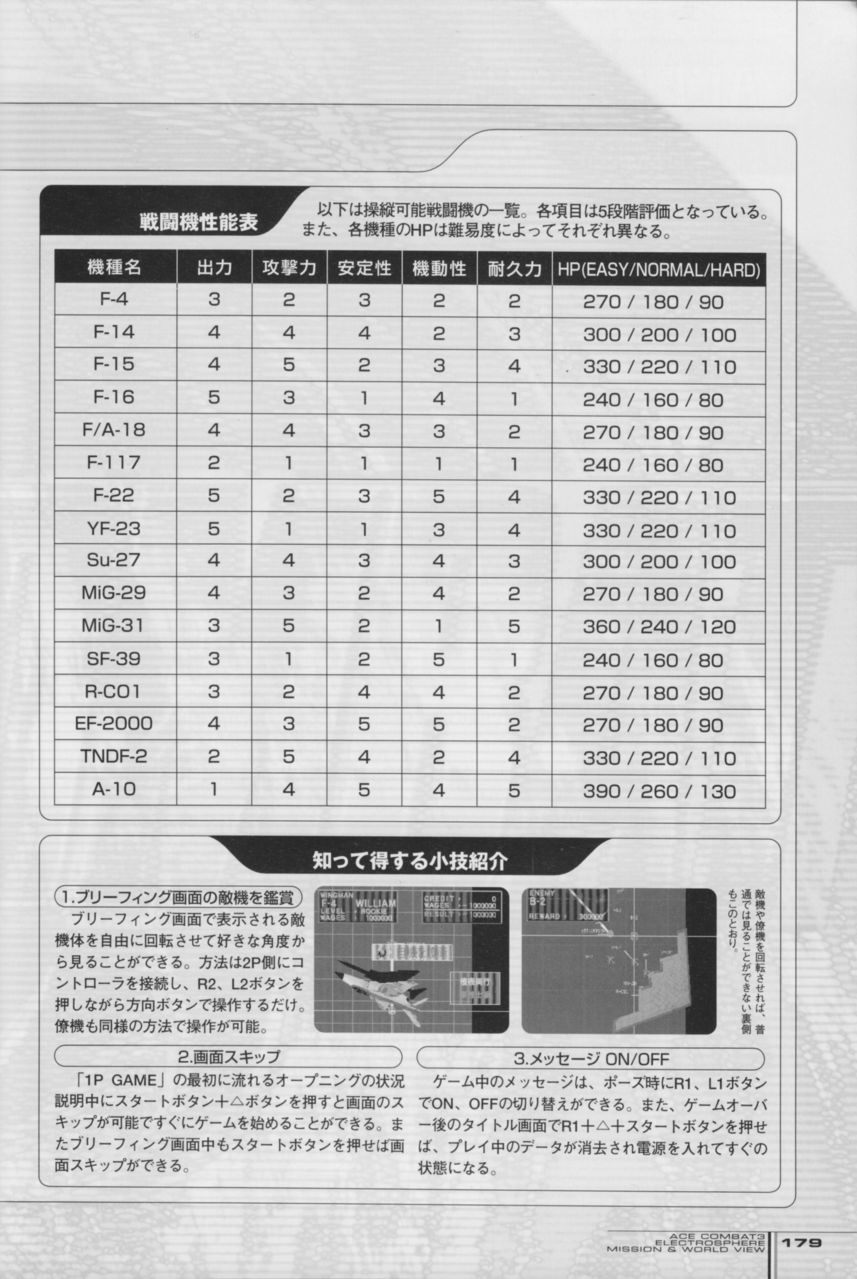 戦闘機性能表
以下は操縦可能戦闘機の一覧。各項目は5段階評価となっている。
また、各機種のHPは難易度によってそれぞれ異なる。
機種名 出力 攻撃力 安定性 機動性 耐久力 HP(EASY/NORMAL/HARD)
F-4 3 2 3 2 2 270 / 180 / 90
F-14 4 4 4 2 3 300 / 200 / 100
F-15 4 5 2 3 4 330 / 220 / 110
F-16 5 3 1 4 1 240 / 160 / 80
F/A-18 4 4 3 3 2 270 / 180 / 90
F-117 2 1 1 1 1 240 / 160 / 80
F-22 5 2 3 5 4 330 / 220 / 110
YF-23 5 1 1 3 4 330 / 220 / 110
Su-27 4 4 3 4 3 300 / 200 / 100
MiG-29 4 3 2 4 2 270 / 180 / 90
MiG-31 3 5 2 1 5 360 / 240 / 120
SF-39 3 1 2 5 1 240 / 160 / 80
R-C01 3 2 4 4 2 270 / 180 / 90
EF-2000 4 3 5 5 2 270 / 180 / 90
TNDF-2 2 5 4 2 4 330 / 220 / 110
A-10 1 4 5 4 5 390 / 260 / 130
知って得する小技紹介
1.ブリーフィング画面の敵機を鑑賞
ブリーフィング画面で表示される敵
機体を自由に回転させて好きな角度か
ら見ることができる。方法は2P側にコ
ントローラを接続し、R2、L2ボタンを
押しながら方向ボタンで操作するだけ。
僚機も同様の方法で操作が可能。
WINGMAN
F-4 WILLIAM
LEVEL ROOKIE
WAGES 1000000
CREDIT 0
WAGES 1000000
RESULT
ENEMY
B-2
REWARD 300000
敵機や僚機を回転させれば、普
通では見ることができない裏側
もこのとおり。
2.画面スキップ
「1P GAME」の最初に流れるオープニングの状況
説明中にスタートボタン＋△ボタンを押すと画面のス
キップが可能ですぐにゲームを始めることができる。ま
たブリーフィング画面中もスタートボタンを押せば画
面スキップができる。
3.メッセージ ON/OFF
ゲーム中のメッセージは、ポーズ時にR1、L1ボタン
でON、OFFの切り替えができる。また、ゲームオーバ
ー後のタイトル画面でR1＋△＋スタートボタンを押せ
ば、プレイ中のデータが消去され電源を入れてすぐの
状態になる。
ACE COMBAT3
ELECTROSPHERE
MISSION & WORLD VIEW
179